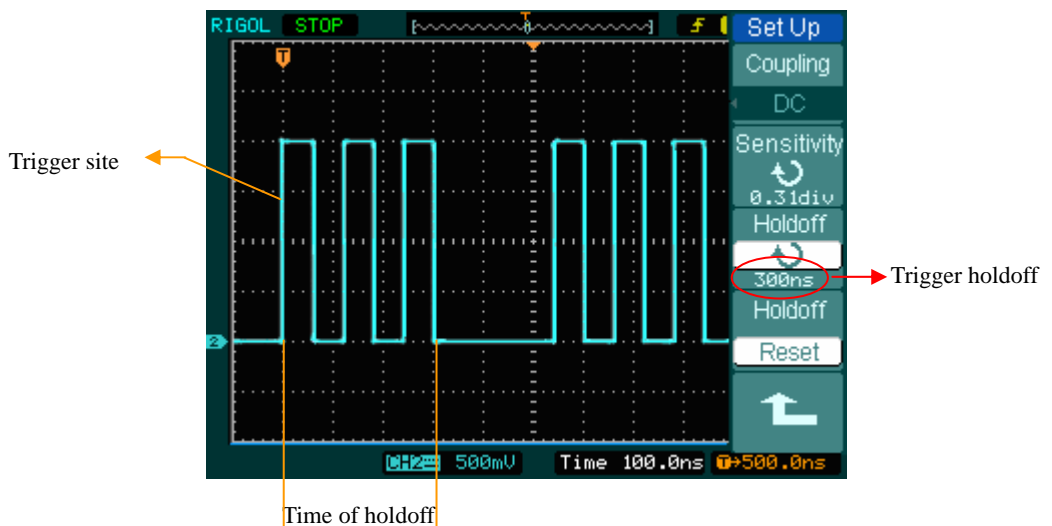 RIGOL STOP
T
T
Set Up
Coupling
DC
Sensitivity
0.31div
Holdoff
300ns
Holdoff
Reset
Trigger site
Trigger holdoff
2
CH2 500mV Time 100.0ns T→500.0ns
Time of holdoff